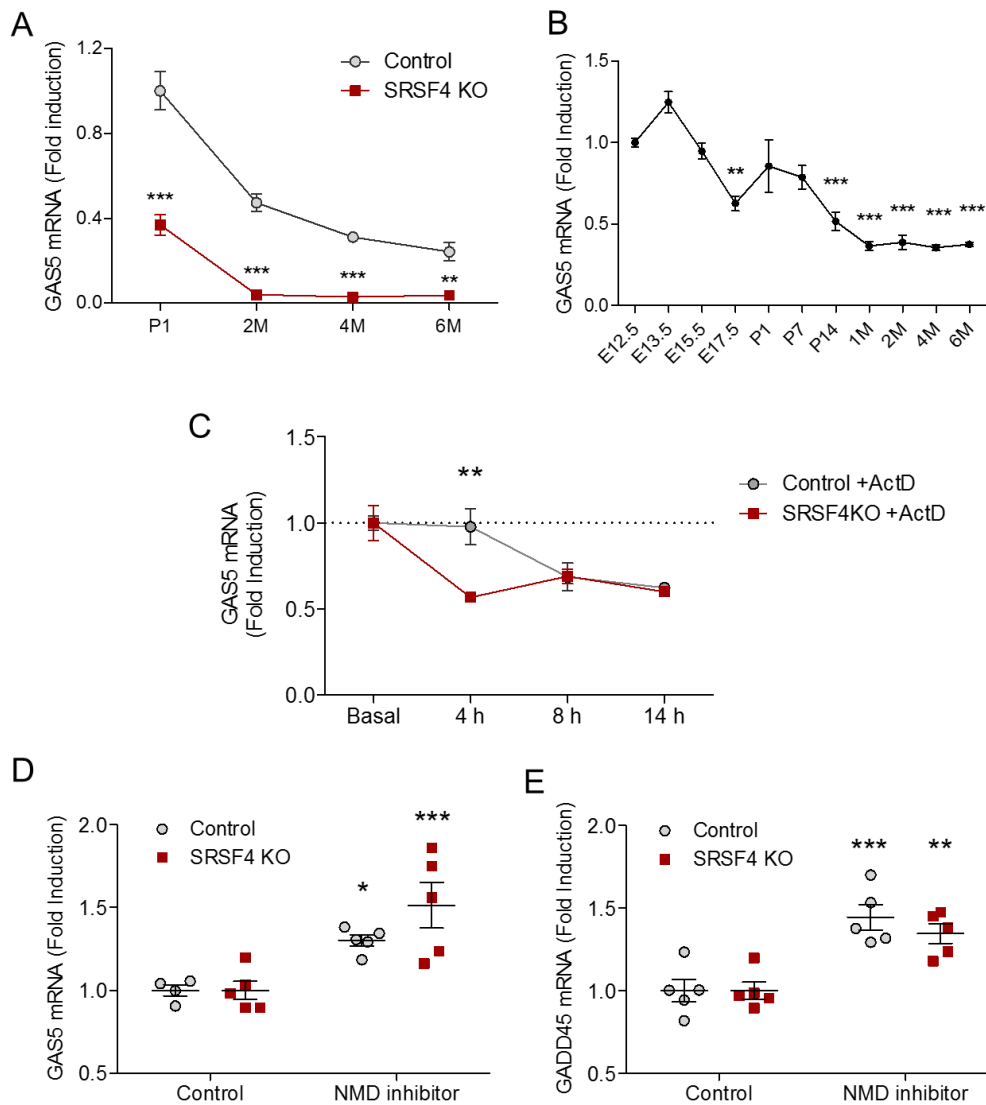 A
GAS5 mRNA (Fold induction)
1.2
0.8
0.4
0.0
Control
SRSF4 KO
***
***
***
**
P1
2M
4M
6M
B
GAS5 mRNA (Fold Induction)
1.5
1.0
0.5
0.0
**
***
***
***
***
***
E12.5
E13.5
E15.5
E17.5
P1
P7
P14
1M
2M
4M
6M
C
GAS5 mRNA
(Fold Induction)
1.5
1.0
0.5
0.0
**
Control +ActD
SRSF4KO +ActD
Basal
4 h
8 h
14 h
D
GAS5 mRNA (Fold Induction)
2.0
1.5
1.0
0.5
Control
SRSF4 KO
*
***
Control
NMD inhibitor
E
GADD45 mRNA (Fold Induction)
2.0
1.5
1.0
0.5
Control
SRSF4 KO
***
**
Control
NMD inhibitor